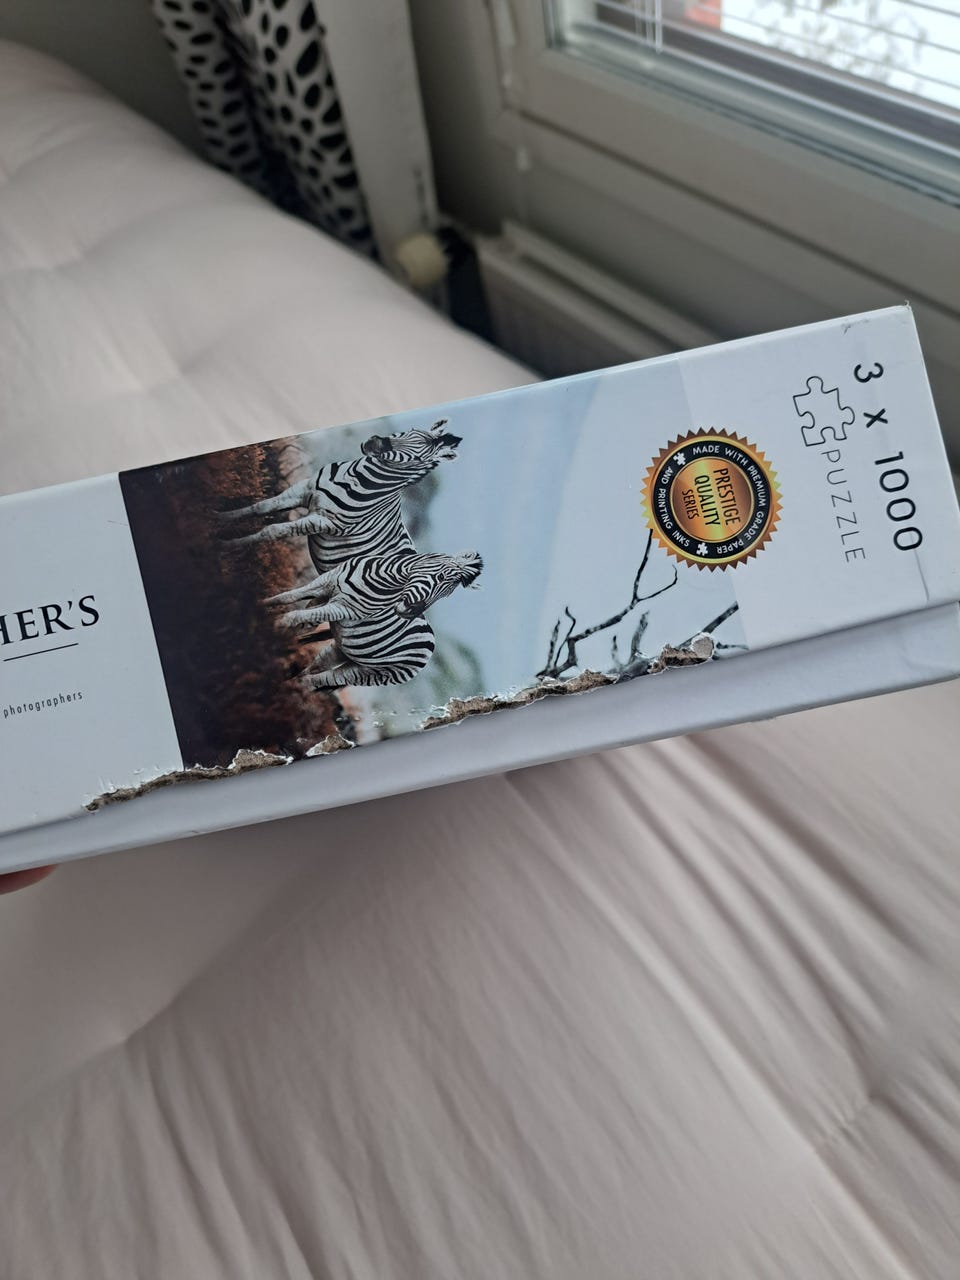 HER'S
photographers
MADE WITH PREMIUM GRADE PAPER
AND PRINTING INKS
PRESTIGE
QUALITY
SERIES
3 x 1000
PUZZLE